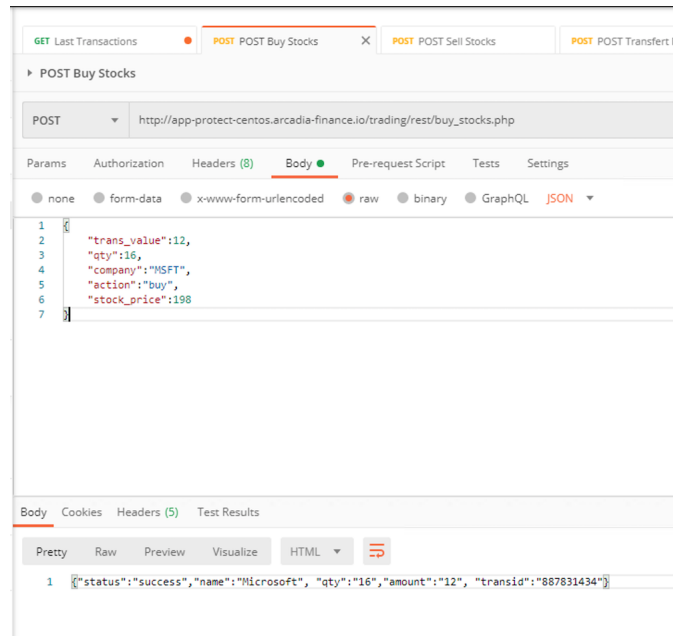 GET Last Transactions POST POST Buy Stocks POST POST Sell Stocks POST POST Transfert
POST Buy Stocks
POST http://app-protect-centos.arcadia-finance.io/trading/rest/buy_stocks.php
Params Authorization Headers (8) Body Pre-request Script Tests Settings
none form-data x-www-form-urlencoded raw binary GraphQL JSON
1 {
2 "trans_value":12,
3 "qty":16,
4 "company":"MSFT",
5 "action":"buy",
6 "stock_price":198
7 }
Body Cookies Headers (5) Test Results
Pretty Raw Preview Visualize HTML
1 {"status":"success","name":"Microsoft", "qty":"16","amount":"12", "transid":"887831434"}